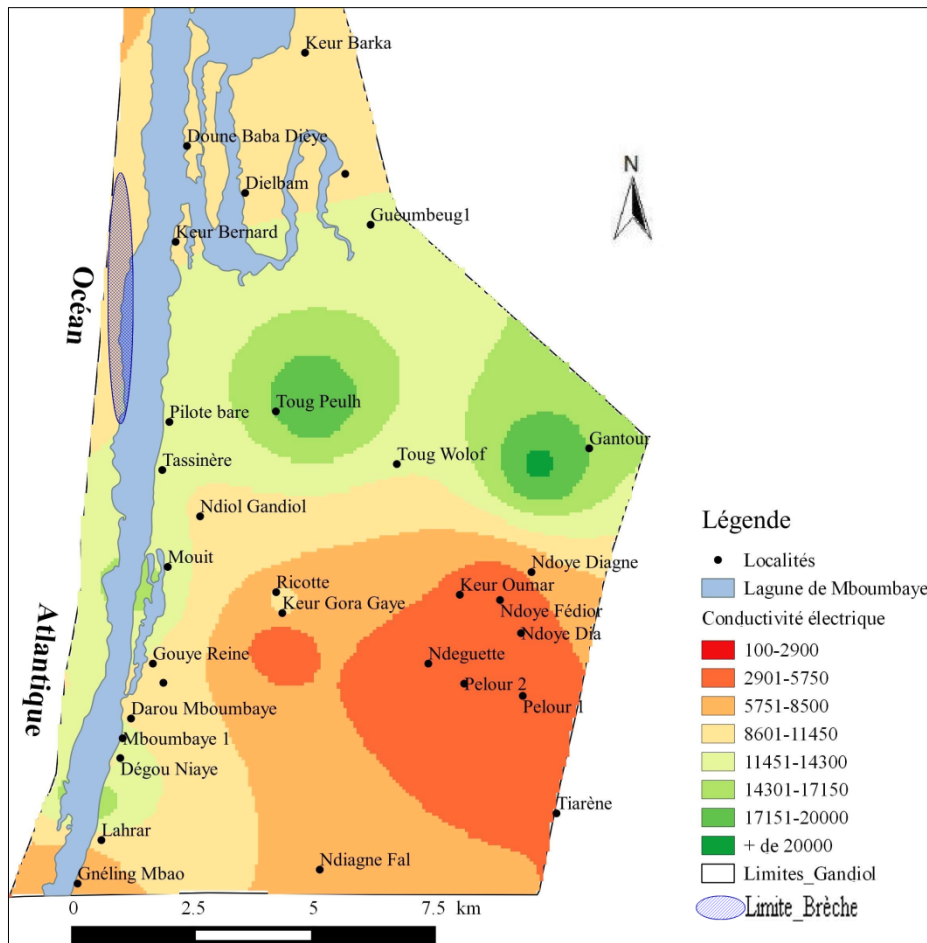 Keur Barka
Doune Baba Dièye
N
Dielbam
Gueumbeug1
Keur Bernard
Océan
Pilote bare
Toug Peulh
Toug Wolof
Gantour
Tassinère
Ndiol Gandiol
Mouit
Ricotte
Keur Gora Gaye
Keur Oumar
Ndoye Diagne
Ndoye Fédior
Ndoye Dia
Atlantique
Gouye Reine
Ndeguette
Pelour 2
Pelour 1
Darou Mboumbaye
Mboumbaye 1
Dégou Niaye
Tiarène
Lahrar
Gnéling Mbao
Ndiagne Fal
0 2.5 5 7.5 km
Légende
Localités
Lagune de Mboumbaye
Conductivité électrique
100-2900
2901-5750
5751-8500
8601-11450
11451-14300
14301-17150
17151-20000
+ de 20000
Limites_Gandiol
Limite_Brèche